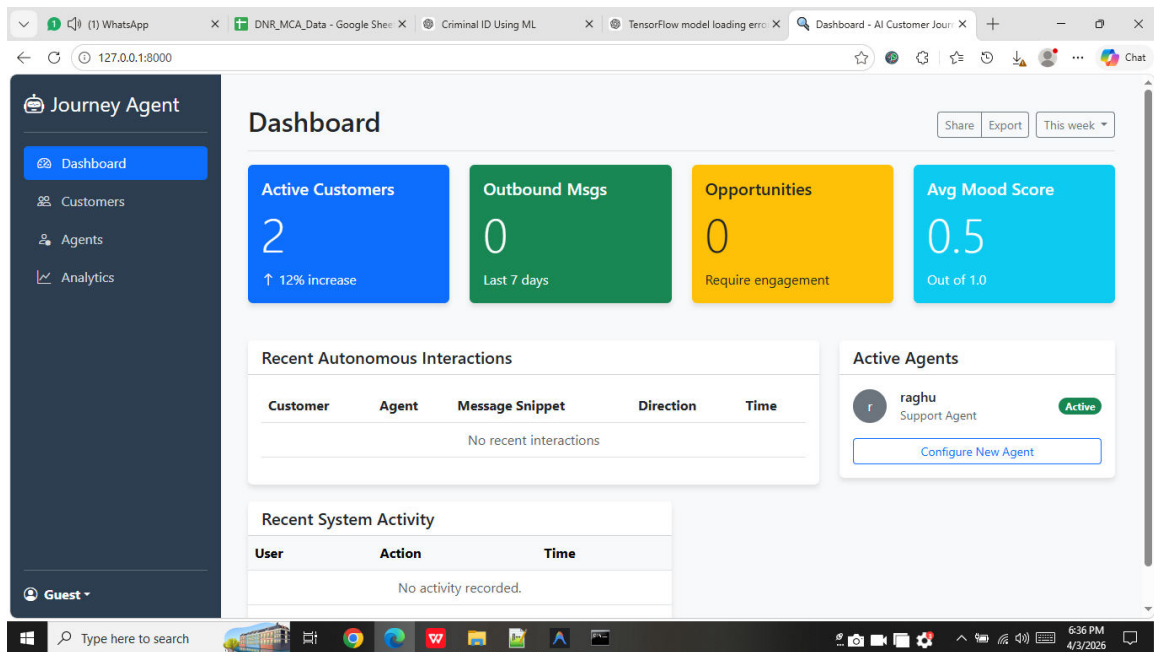 (1) WhatsApp
DNR_MCA_Data - Google Shee
Criminal ID Using ML
TensorFlow model loading erro
Dashboard - AI Customer Jour
127.0.0.1:8000
Chat
Journey Agent
Dashboard
Customers
Agents
Analytics
Guest
Dashboard
Share Export This week
Active Customers
2
↑ 12% increase
Outbound Msgs
0
Last 7 days
Opportunities
0
Require engagement
Avg Mood Score
0.5
Out of 1.0
Recent Autonomous Interactions
Customer Agent Message Snippet Direction Time
No recent interactions
Active Agents
r
raghu
Support Agent
Active
Configure New Agent
Recent System Activity
User Action Time
No activity recorded.
Type here to search
6:36 PM
4/3/2026